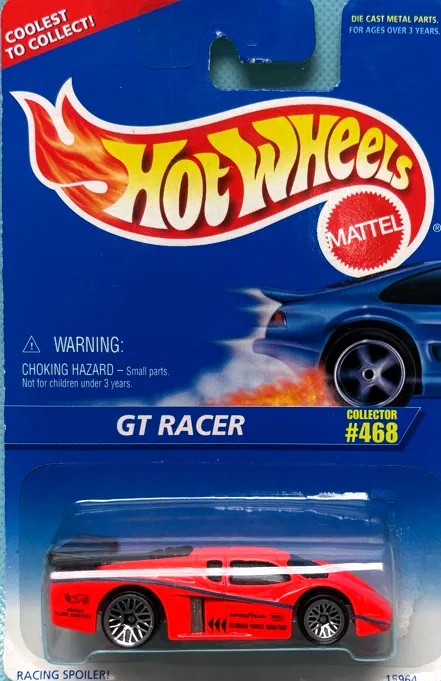 COOLEST
TO COLLECT!
DIE CAST METAL PARTS.
FOR AGES OVER 3 YEARS.
HOT WHEELS
MATTEL
®
⚠ WARNING:
CHOKING HAZARD – Small parts.
Not for children under 3 years.
GT RACER
COLLECTOR
#468
GOODYEAR
RACING SPOILER!
15964